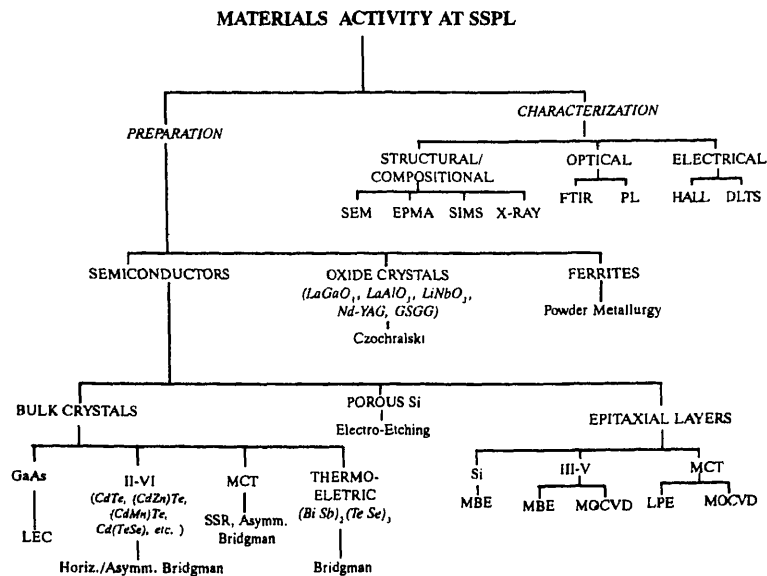 MATERIALS ACTIVITY AT SSPL
CHARACTERIZATION
PREPARATION
STRUCTURAL/
COMPOSITIONAL
OPTICAL
ELECTRICAL
SEM EPMA SIMS X-RAY
FTIR PL
HALL DLTS
SEMICONDUCTORS
OXIDE CRYSTALS
(LaGaO₃, LaAlO₃, LiNbO₃,
Nd-YAG, GSGG)
Czochralski
FERRITES
Powder Metallurgy
BULK CRYSTALS
POROUS Si
Electro-Etching
EPITAXIAL LAYERS
GaAs
LEC
II-VI
(CdTe, (CdZn)Te,
(CdMn)Te,
Cd(TeSe), etc. )
Horiz./Asymm. Bridgman
MCT
SSR, Asymm.
Bridgman
THERMO-
ELETRIC
(Bi Sb)₂(Te Se)₃
Bridgman
Si
MBE
III-V
MBE MOCVD
MCT
LPE MOCVD